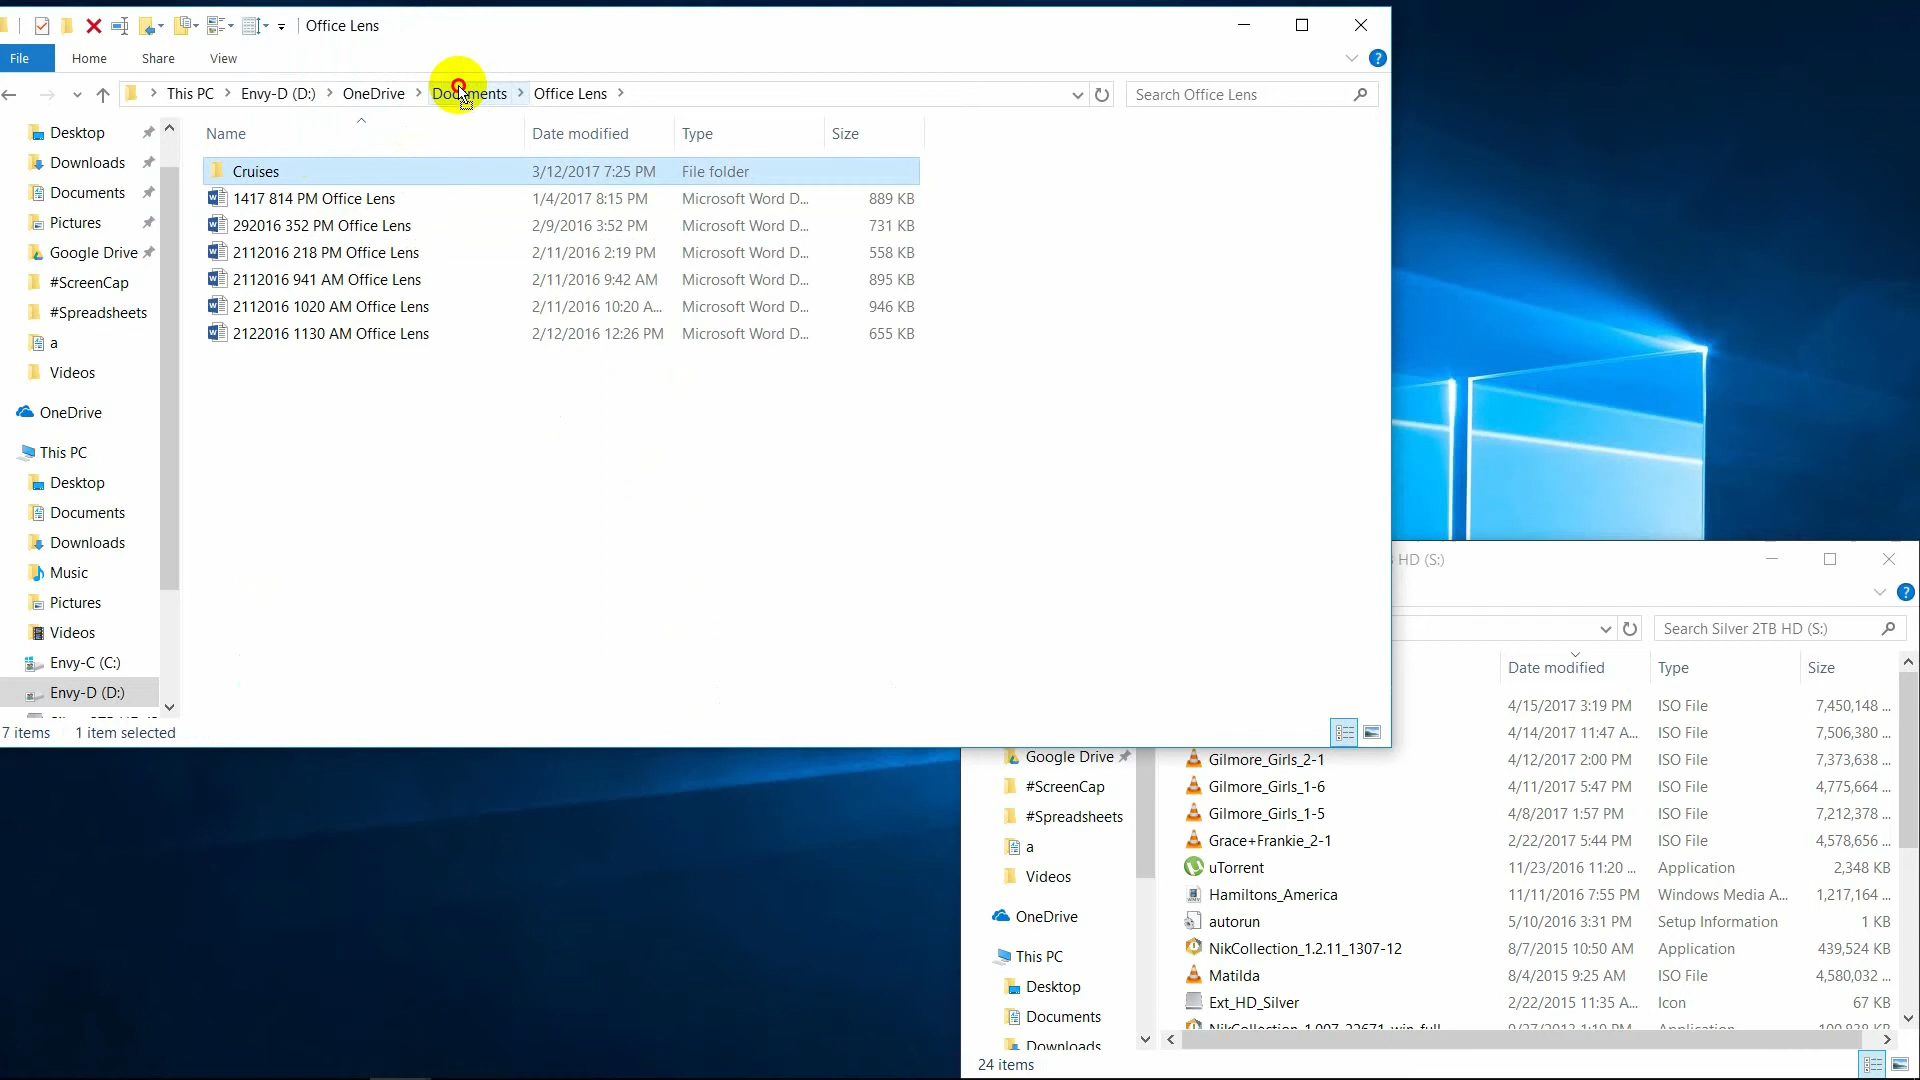 Office Lens
File Home Share View
This PC Envy-D (D:) OneDrive Documents Office Lens
Search Office Lens
Name Date modified Type Size
Cruises 3/12/2017 7:25 PM File folder
1417 814 PM Office Lens 1/4/2017 8:15 PM Microsoft Word D... 889 KB
292016 352 PM Office Lens 2/9/2016 3:52 PM Microsoft Word D... 731 KB
2112016 218 PM Office Lens 2/11/2016 2:19 PM Microsoft Word D... 558 KB
2112016 941 AM Office Lens 2/11/2016 9:42 AM Microsoft Word D... 895 KB
2112016 1020 AM Office Lens 2/11/2016 10:20 A... Microsoft Word D... 946 KB
2122016 1130 AM Office Lens 2/12/2016 12:26 PM Microsoft Word D... 655 KB
Desktop
Downloads
Documents
Pictures
Google Drive
#ScreenCap
#Spreadsheets
a
Videos
OneDrive
This PC
Desktop
Documents
Downloads
Music
Pictures
Videos
Envy-C (C:)
Envy-D (D:)
7 items 1 item selected
HD (S:)
Search Silver 2TB HD (S:)
Date modified Type Size
4/15/2017 3:19 PM ISO File 7,450,148 ...
4/14/2017 11:47 A... ISO File 7,506,380 ...
Gilmore_Girls_2-1 4/12/2017 2:00 PM ISO File 7,373,638 ...
Gilmore_Girls_1-6 4/11/2017 5:47 PM ISO File 4,775,664 ...
Gilmore_Girls_1-5 4/8/2017 1:57 PM ISO File 7,212,378 ...
Grace+Frankie_2-1 2/22/2017 5:44 PM ISO File 4,578,656 ...
uTorrent 11/23/2016 11:20 ... Application 2,348 KB
Hamiltons_America 11/11/2016 7:55 PM Windows Media A... 1,217,164 ...
autorun 5/10/2016 3:31 PM Setup Information 1 KB
NikCollection_1.2.11_1307-12 8/7/2015 10:50 AM Application 439,524 KB
Matilda 8/4/2015 9:25 AM ISO File 4,580,032 ...
Ext_HD_Silver 2/22/2015 11:35 A... Icon 67 KB
Google Drive
#ScreenCap
#Spreadsheets
a
Videos
OneDrive
This PC
Desktop
Documents
Downloads
24 items